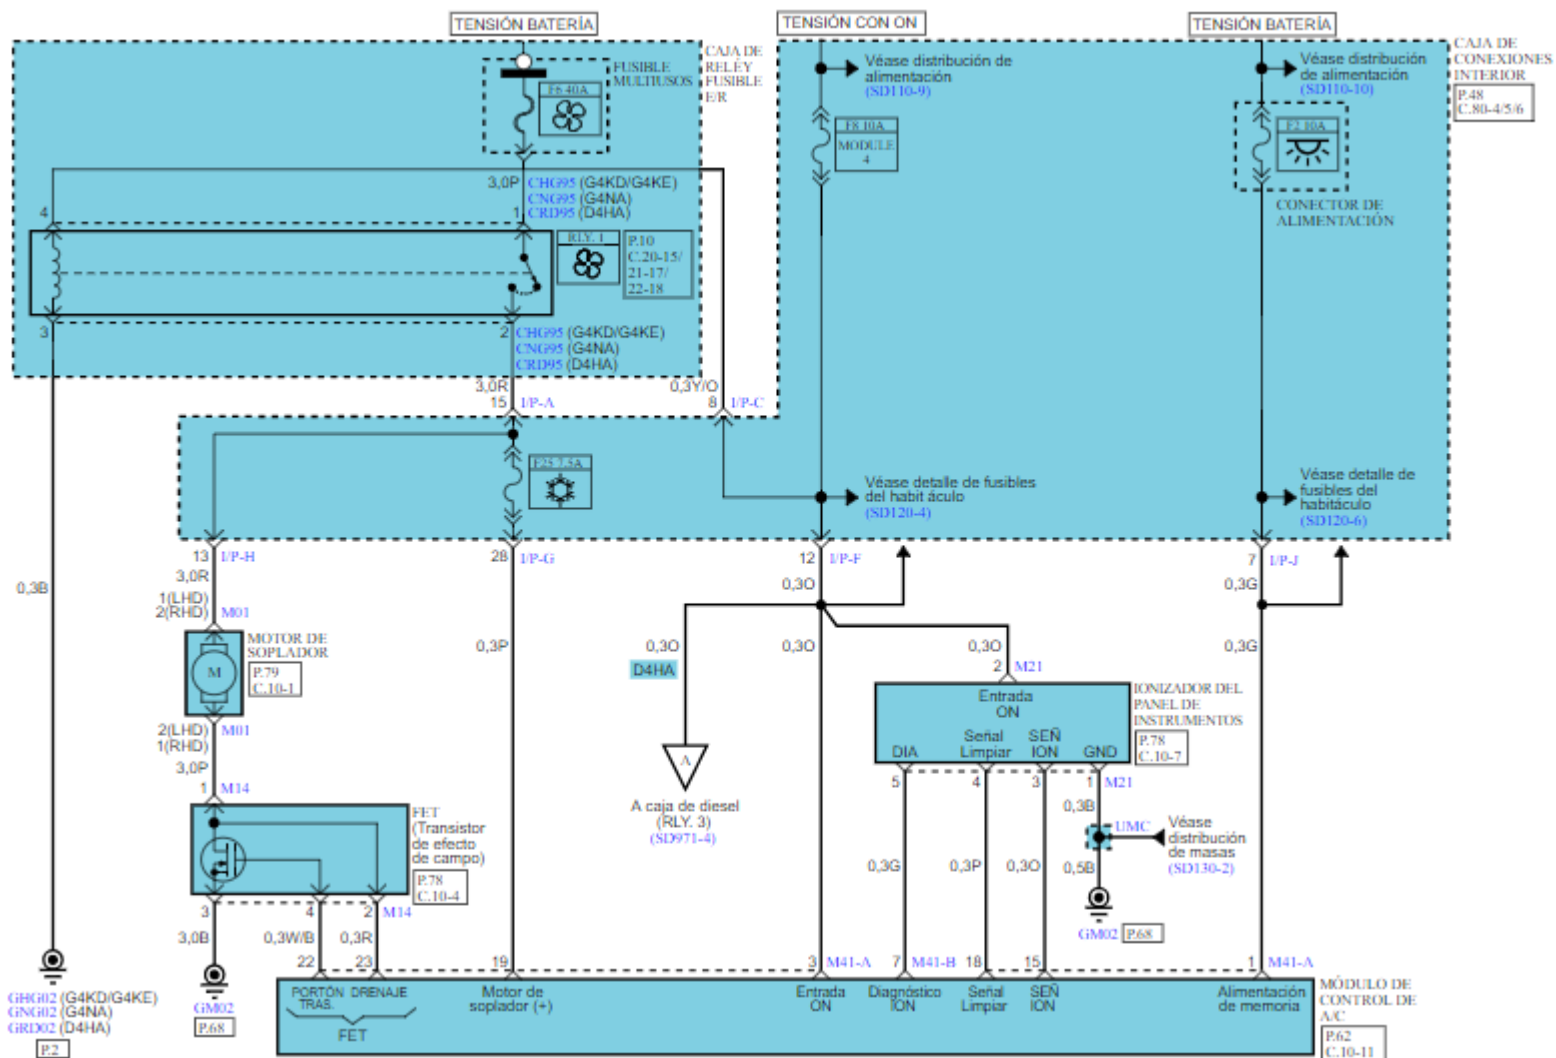 TENSIÓN BATERÍA
TENSIÓN CON ON
TENSIÓN BATERÍA
CAJA DE
RELÉY
FUSIBLE
E/R
FUSIBLE
MULTIUSOS
F6 40A
Véase distribución de
alimentación
(SD110-9)
Véase distribución
de alimentación
(SD110-10)
CAJA DE
CONEXIONES
INTERIOR
P.48
C.80-4/5/6
F8 10A
MODULE
4
F2 10A
CONECTOR DE
ALIMENTACIÓN
3,0P
CHG95 (G4KD/G4KE)
CNG95 (G4NA)
CRD95 (D4HA)
4
1
RLY. 1
P.10
C.20-15/
21-17/
22-18
3
2
CHG95 (G4KD/G4KE)
CNG95 (G4NA)
CRD95 (D4HA)
3,0R
0,3Y/O
15
I/P-A
8
I/P-C
F25 7.5A
Véase detalle de fusibles
del habit áculo
(SD120-4)
Véase detalle de
fusibles del
habitáculo
(SD120-6)
13
I/P-H
28
I/P-G
12
I/P-F
7
I/P-J
3,0R
0,3B
0,3O
0,3G
1(LHD)
2(RHD)
M01
MOTOR DE
SOPLADOR
P.79
C.10-1
M
0,3P
0,3O
D4HA
0,3O
0,3O
0,3G
2
M21
Entrada
ON
Señal
Limpiar
SEÑ
ION
DIA
GND
IONIZADOR DEL
PANEL DE
INSTRUMENTOS
P.78
C.10-7
2(LHD)
1(RHD)
M01
3,0P
1
M14
A
A caja de diesel
(RLY. 3)
(SD971-4)
5
4
3
1
M21
0,3B
UMC
Véase
distribución
de masas
(SD130-2)
FET
(Transistor
de efecto
de campo)
P.78
C.10-4
0,3G
0,3P
0,3O
0,5B
GM02
P.68
3
4
2
M14
3,0B
0,3W/B
0,3R
22
23
19
3
M41-A
7
M41-B
18
15
1
M41-A
GHG02 (G4KD/G4KE)
GNG02 (G4NA)
GRD02 (D4HA)
P.2
GM02
P.68
PORTÓN
TRAS.
DRENAJE
FET
Motor de
soplador (+)
Entrada
ON
Diagnóstico
ION
Señal
Limpiar
SEÑ
ION
Alimentación
de memoria
MÓDULO DE
CONTROL DE
A/C
P.62
C.10-11